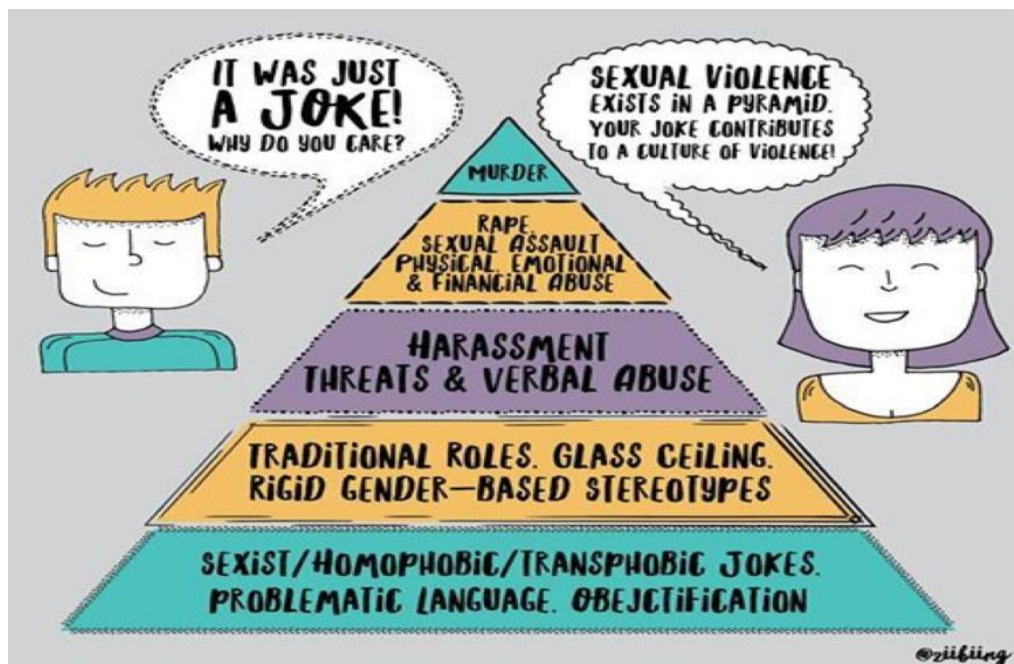 IT WAS JUST
A JOKE!
WHY DO YOU CARE?
SEXUAL VIOLENCE
EXISTS IN A PYRAMID.
YOUR JOKE CONTRIBUTES
TO A CULTURE OF VIOLENCE!
MURDER
RAPE,
SEXUAL ASSAULT
PHYSICAL, EMOTIONAL
& FINANCIAL ABUSE
HARASSMENT
THREATS & VERBAL ABUSE
TRADITIONAL ROLES. GLASS CEILING.
RIGID GENDER-BASED STEREOTYPES
SEXIST/HOMOPHOBIC/TRANSPHOBIC JOKES.
PROBLEMATIC LANGUAGE. OBEJCTIFICATION
@ziibiing